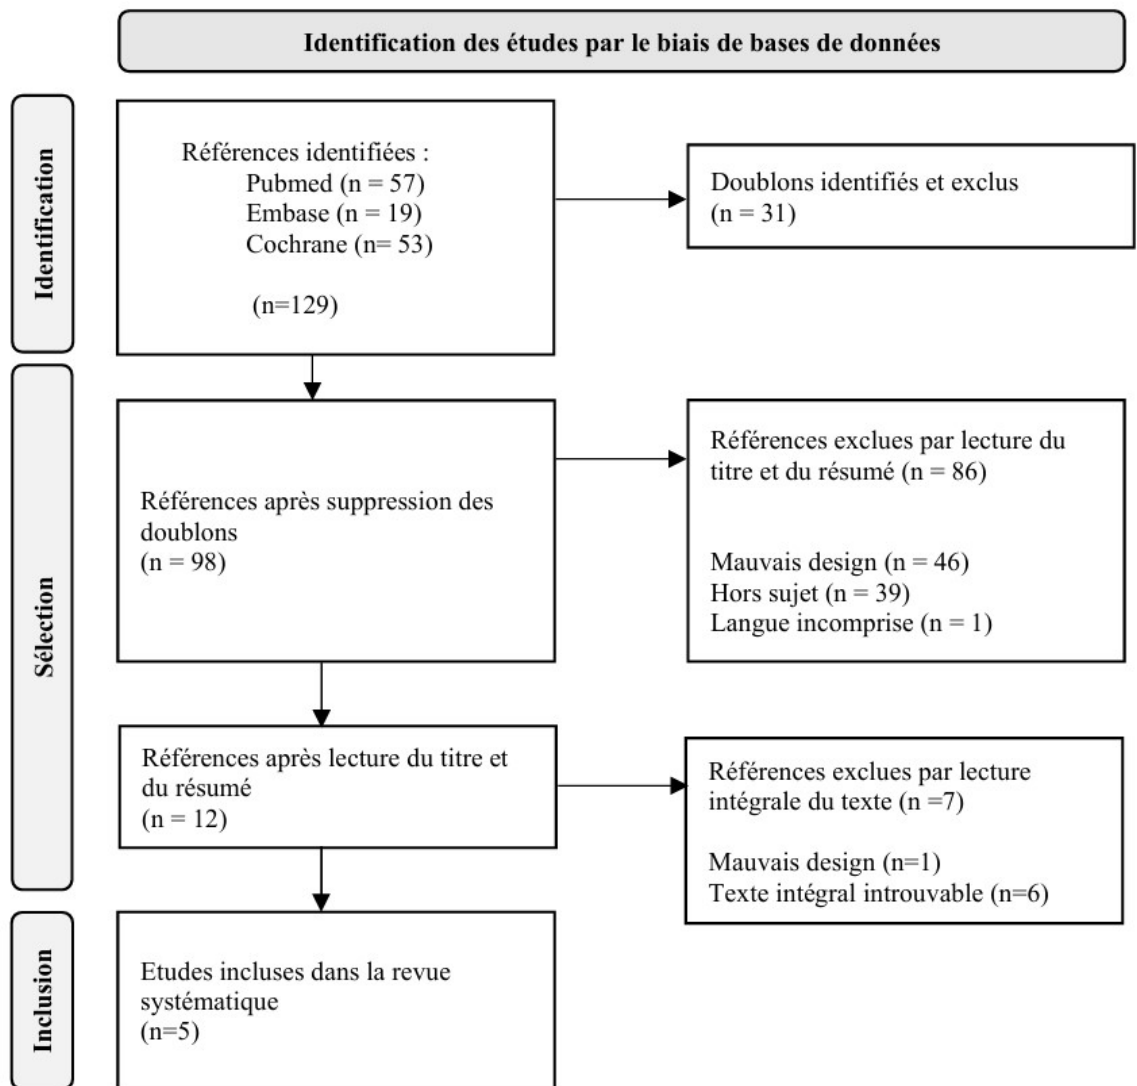 Identification des études par le biais de bases de données
Identification
Références identifiées :
Pubmed (n = 57)
Embase (n = 19)
Cochrane (n= 53)
(n=129)
Doublons identifiés et exclus
(n = 31)
Sélection
Références après suppression des
doublons
(n = 98)
Références exclues par lecture du
titre et du résumé (n = 86)
Mauvais design (n = 46)
Hors sujet (n = 39)
Langue incomprise (n = 1)
Références après lecture du titre et
du résumé
(n = 12)
Références exclues par lecture
intégrale du texte (n =7)
Mauvais design (n=1)
Texte intégral introuvable (n=6)
Inclusion
Etudes incluses dans la revue
systématique
(n=5)